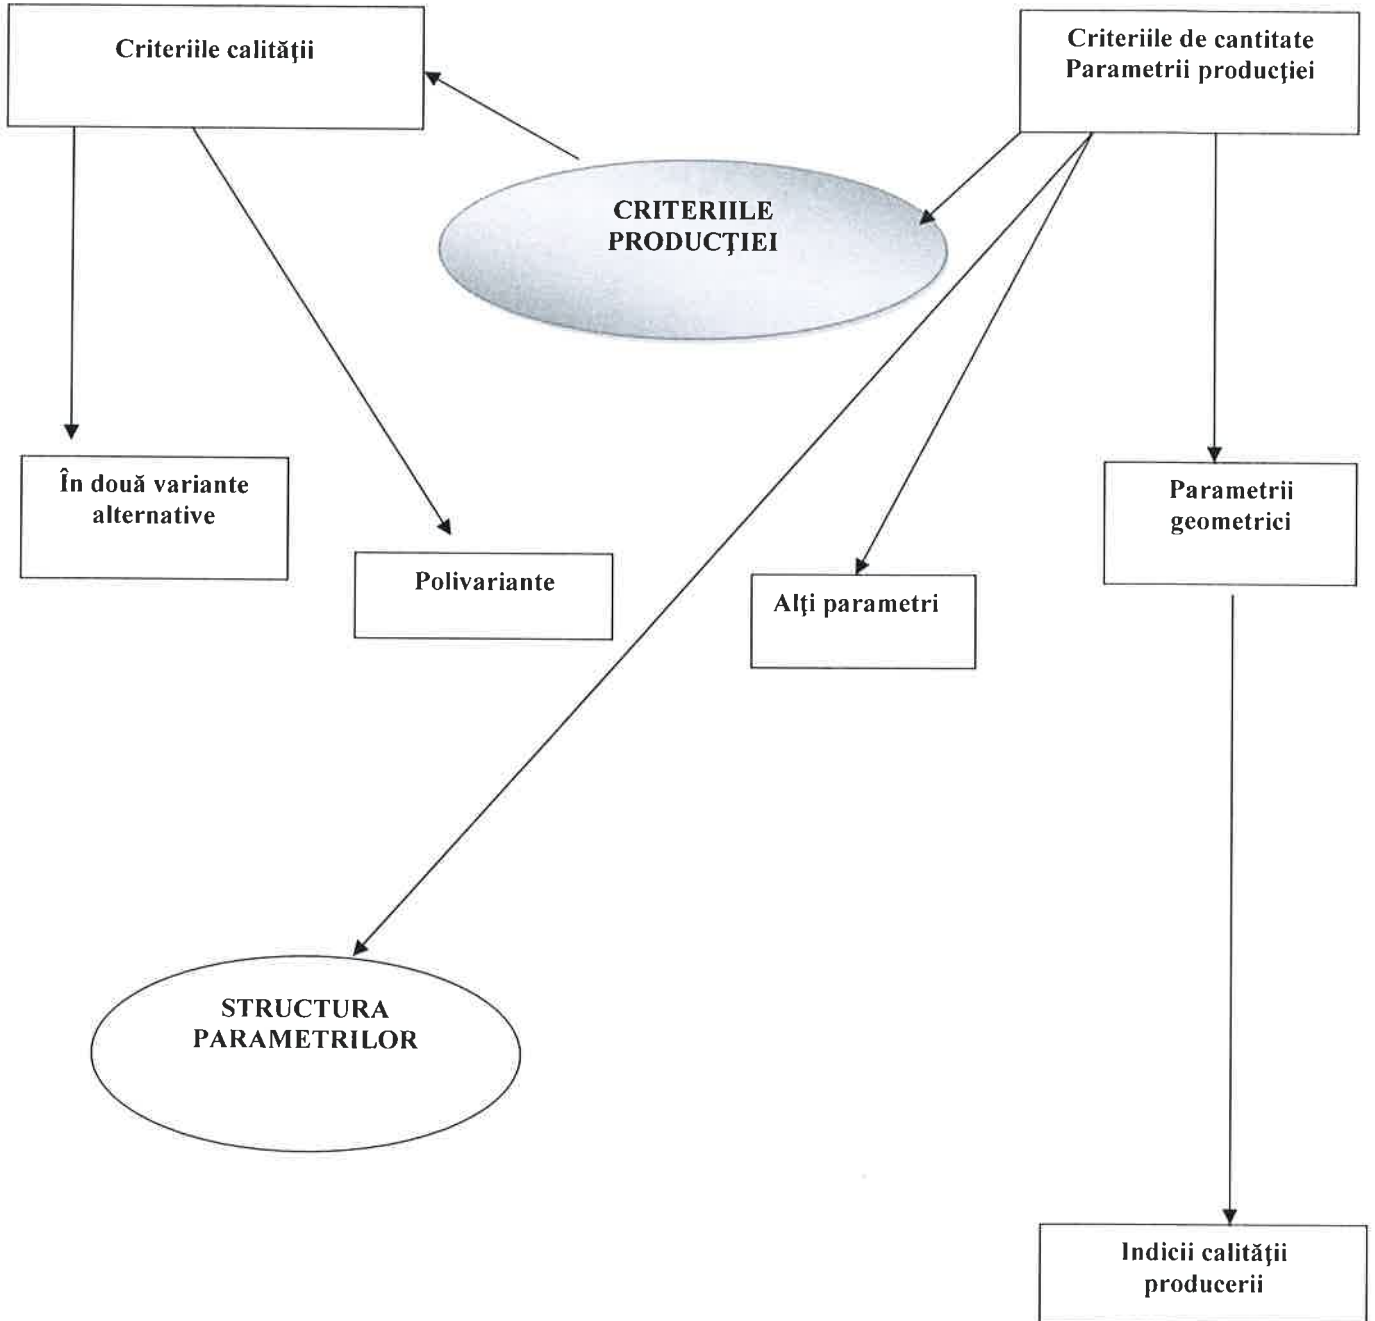 Criteriile calităţii
Criteriile de cantitate
Parametrii producţiei
CRITERIILE
PRODUCŢIEI
În două variante
alternative
Polivariante
Alţi parametri
Parametrii
geometrici
STRUCTURA
PARAMETRILOR
Indicii calităţii
producerii